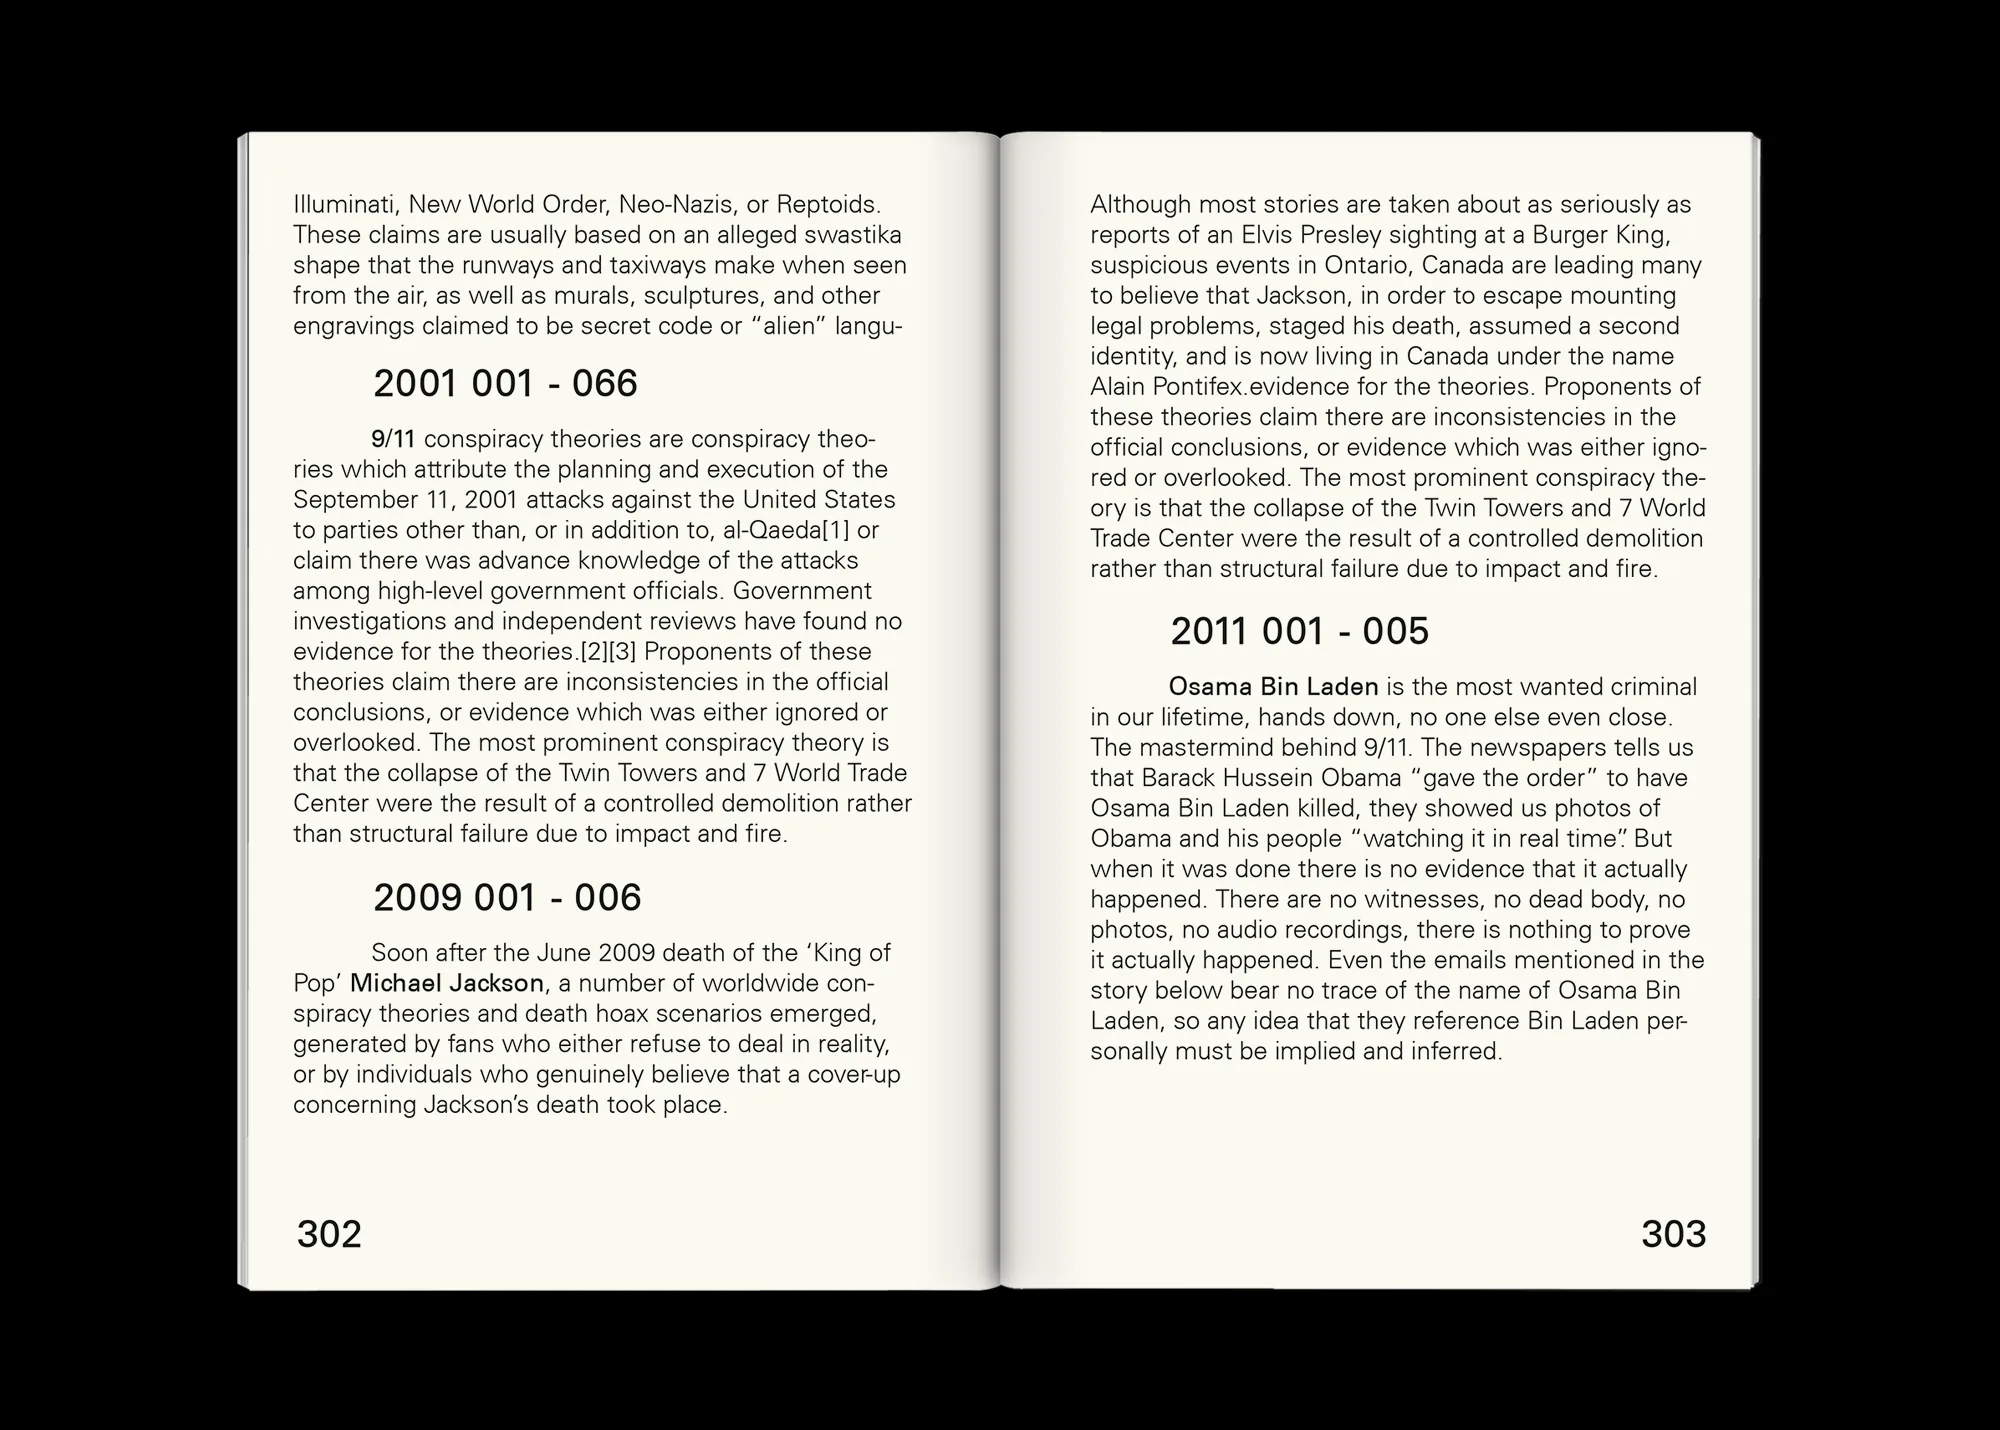 Illuminati, New World Order, Neo-Nazis, or Reptoids.
These claims are usually based on an alleged swastika
shape that the runways and taxiways make when seen
from the air, as well as murals, sculptures, and other
engravings claimed to be secret code or “alien” langu-
2001 001 - 066
9/11 conspiracy theories are conspiracy theo-
ries which attribute the planning and execution of the
September 11, 2001 attacks against the United States
to parties other than, or in addition to, al-Qaeda[1] or
claim there was advance knowledge of the attacks
among high-level government officials. Government
investigations and independent reviews have found no
evidence for the theories.[2][3] Proponents of these
theories claim there are inconsistencies in the official
conclusions, or evidence which was either ignored or
overlooked. The most prominent conspiracy theory is
that the collapse of the Twin Towers and 7 World Trade
Center were the result of a controlled demolition rather
than structural failure due to impact and fire.
2009 001 - 006
Soon after the June 2009 death of the ‘King of
Pop’ Michael Jackson, a number of worldwide con-
spiracy theories and death hoax scenarios emerged,
generated by fans who either refuse to deal in reality,
or by individuals who genuinely believe that a cover-up
concerning Jackson’s death took place.
302
Although most stories are taken about as seriously as
reports of an Elvis Presley sighting at a Burger King,
suspicious events in Ontario, Canada are leading many
to believe that Jackson, in order to escape mounting
legal problems, staged his death, assumed a second
identity, and is now living in Canada under the name
Alain Pontifex.evidence for the theories. Proponents of
these theories claim there are inconsistencies in the
official conclusions, or evidence which was either igno-
red or overlooked. The most prominent conspiracy the-
ory is that the collapse of the Twin Towers and 7 World
Trade Center were the result of a controlled demolition
rather than structural failure due to impact and fire.
2011 001 - 005
Osama Bin Laden is the most wanted criminal
in our lifetime, hands down, no one else even close.
The mastermind behind 9/11. The newspapers tells us
that Barack Hussein Obama “gave the order” to have
Osama Bin Laden killed, they showed us photos of
Obama and his people “watching it in real time”. But
when it was done there is no evidence that it actually
happened. There are no witnesses, no dead body, no
photos, no audio recordings, there is nothing to prove
it actually happened. Even the emails mentioned in the
story below bear no trace of the name of Osama Bin
Laden, so any idea that they reference Bin Laden per-
sonally must be implied and inferred.
303